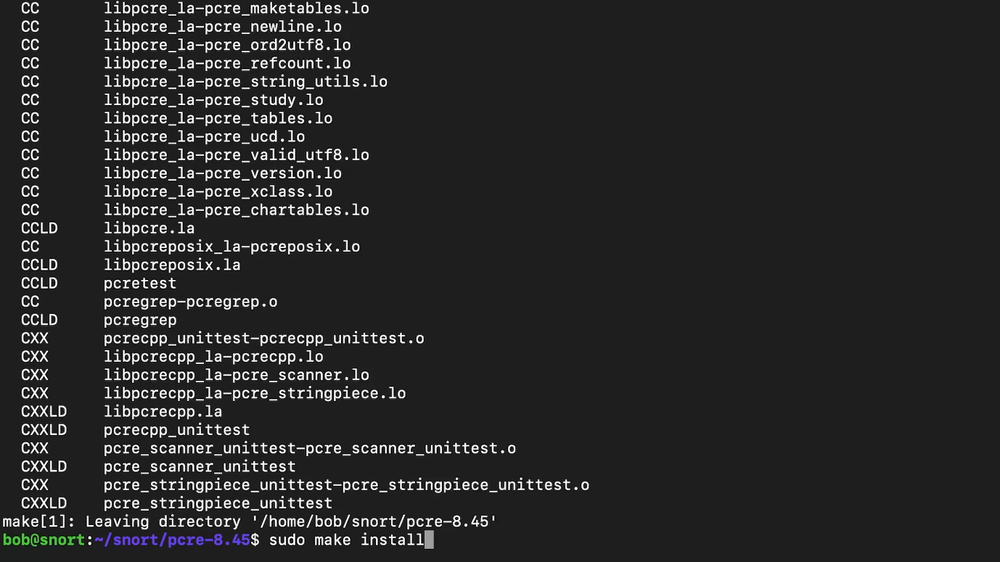 CC libpcre_la-pcre_maketables.lo
CC libpcre_la-pcre_newline.lo
CC libpcre_la-pcre_ord2utf8.lo
CC libpcre_la-pcre_refcount.lo
CC libpcre_la-pcre_string_utils.lo
CC libpcre_la-pcre_study.lo
CC libpcre_la-pcre_tables.lo
CC libpcre_la-pcre_ucd.lo
CC libpcre_la-pcre_valid_utf8.lo
CC libpcre_la-pcre_version.lo
CC libpcre_la-pcre_xclass.lo
CC libpcre_la-pcre_chartables.lo
CCLD libpcre.la
CC libpcreposix_la-pcreposix.lo
CCLD libpcreposix.la
CCLD pcretest
CC pcregrep-pcregrep.o
CCLD pcregrep
CXX pcrecpp_unittest-pcrecpp_unittest.o
CXX libpcrecpp_la-pcrecpp.lo
CXX libpcrecpp_la-pcre_scanner.lo
CXX libpcrecpp_la-pcre_stringpiece.lo
CXXLD libpcrecpp.la
CXXLD pcrecpp_unittest
CXX pcre_scanner_unittest-pcre_scanner_unittest.o
CXXLD pcre_scanner_unittest
CXX pcre_stringpiece_unittest-pcre_stringpiece_unittest.o
CXXLD pcre_stringpiece_unittest
make[1]: Leaving directory '/home/bob/snort/pcre-8.45'
bob@snort:~/snort/pcre-8.45$ sudo make install